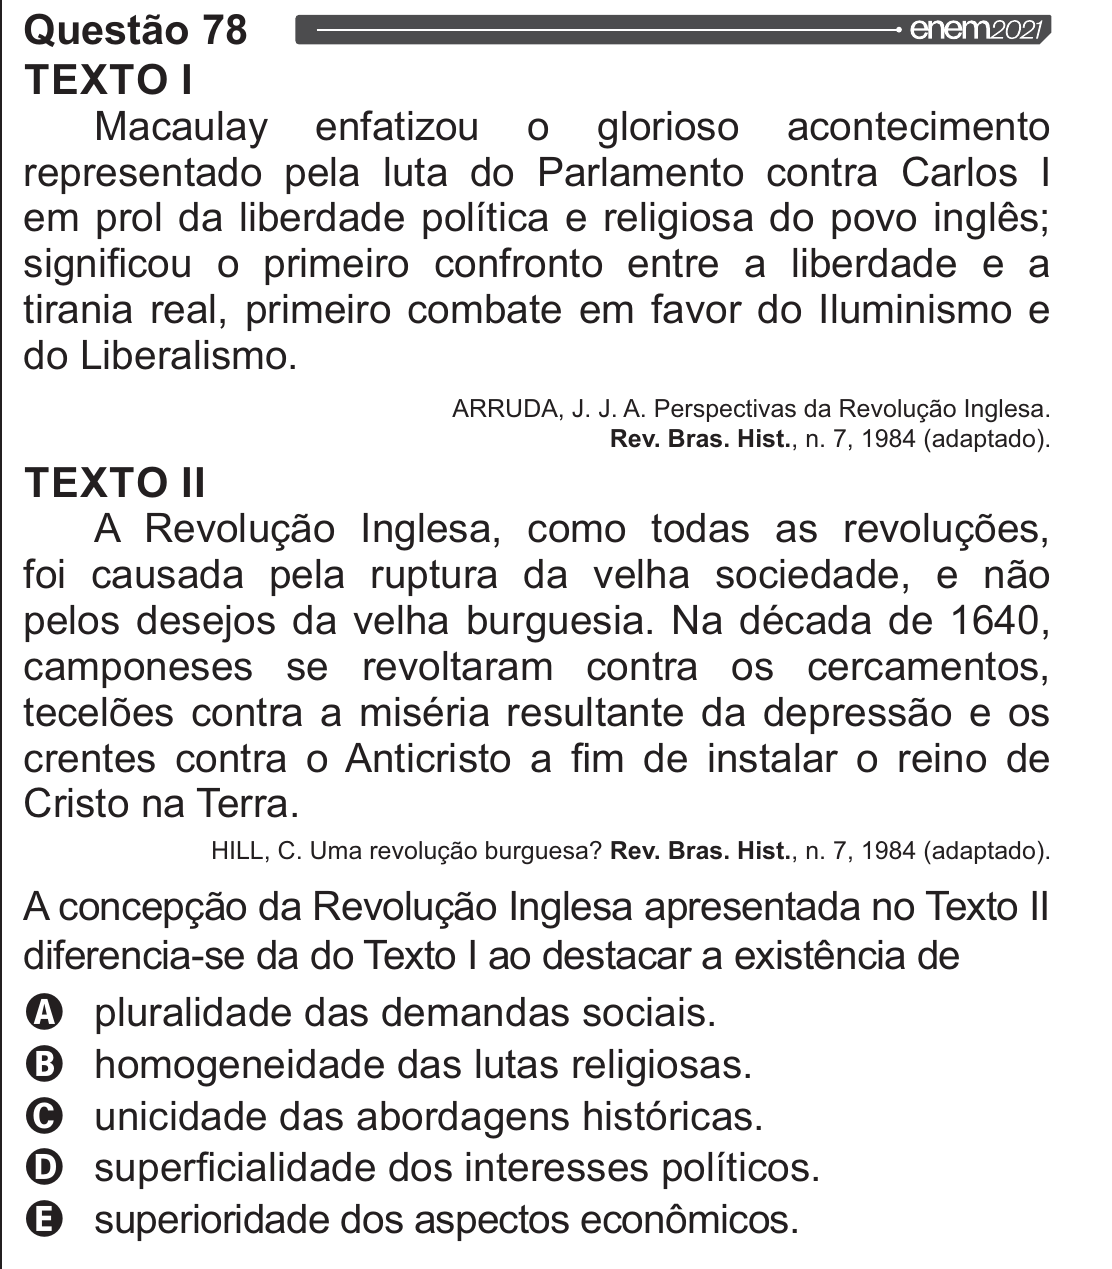 Questão 78
enem2021
TEXTO I
Macaulay enfatizou o glorioso acontecimento
representado pela luta do Parlamento contra Carlos I
em prol da liberdade política e religiosa do povo inglês;
significou o primeiro confronto entre a liberdade e a
tirania real, primeiro combate em favor do Iluminismo e
do Liberalismo.
ARRUDA, J. J. A. Perspectivas da Revolução Inglesa.
Rev. Bras. Hist., n. 7, 1984 (adaptado).
TEXTO II
A Revolução Inglesa, como todas as revoluções,
foi causada pela ruptura da velha sociedade, e não
pelos desejos da velha burguesia. Na década de 1640,
camponeses se revoltaram contra os cercamentos,
tecelões contra a miséria resultante da depressão e os
crentes contra o Anticristo a fim de instalar o reino de
Cristo na Terra.
HILL, C. Uma revolução burguesa? Rev. Bras. Hist., n. 7, 1984 (adaptado).
A concepção da Revolução Inglesa apresentada no Texto II
diferencia-se da do Texto I ao destacar a existência de
A pluralidade das demandas sociais.
B homogeneidade das lutas religiosas.
C unicidade das abordagens históricas.
D superficialidade dos interesses políticos.
E superioridade dos aspectos econômicos.